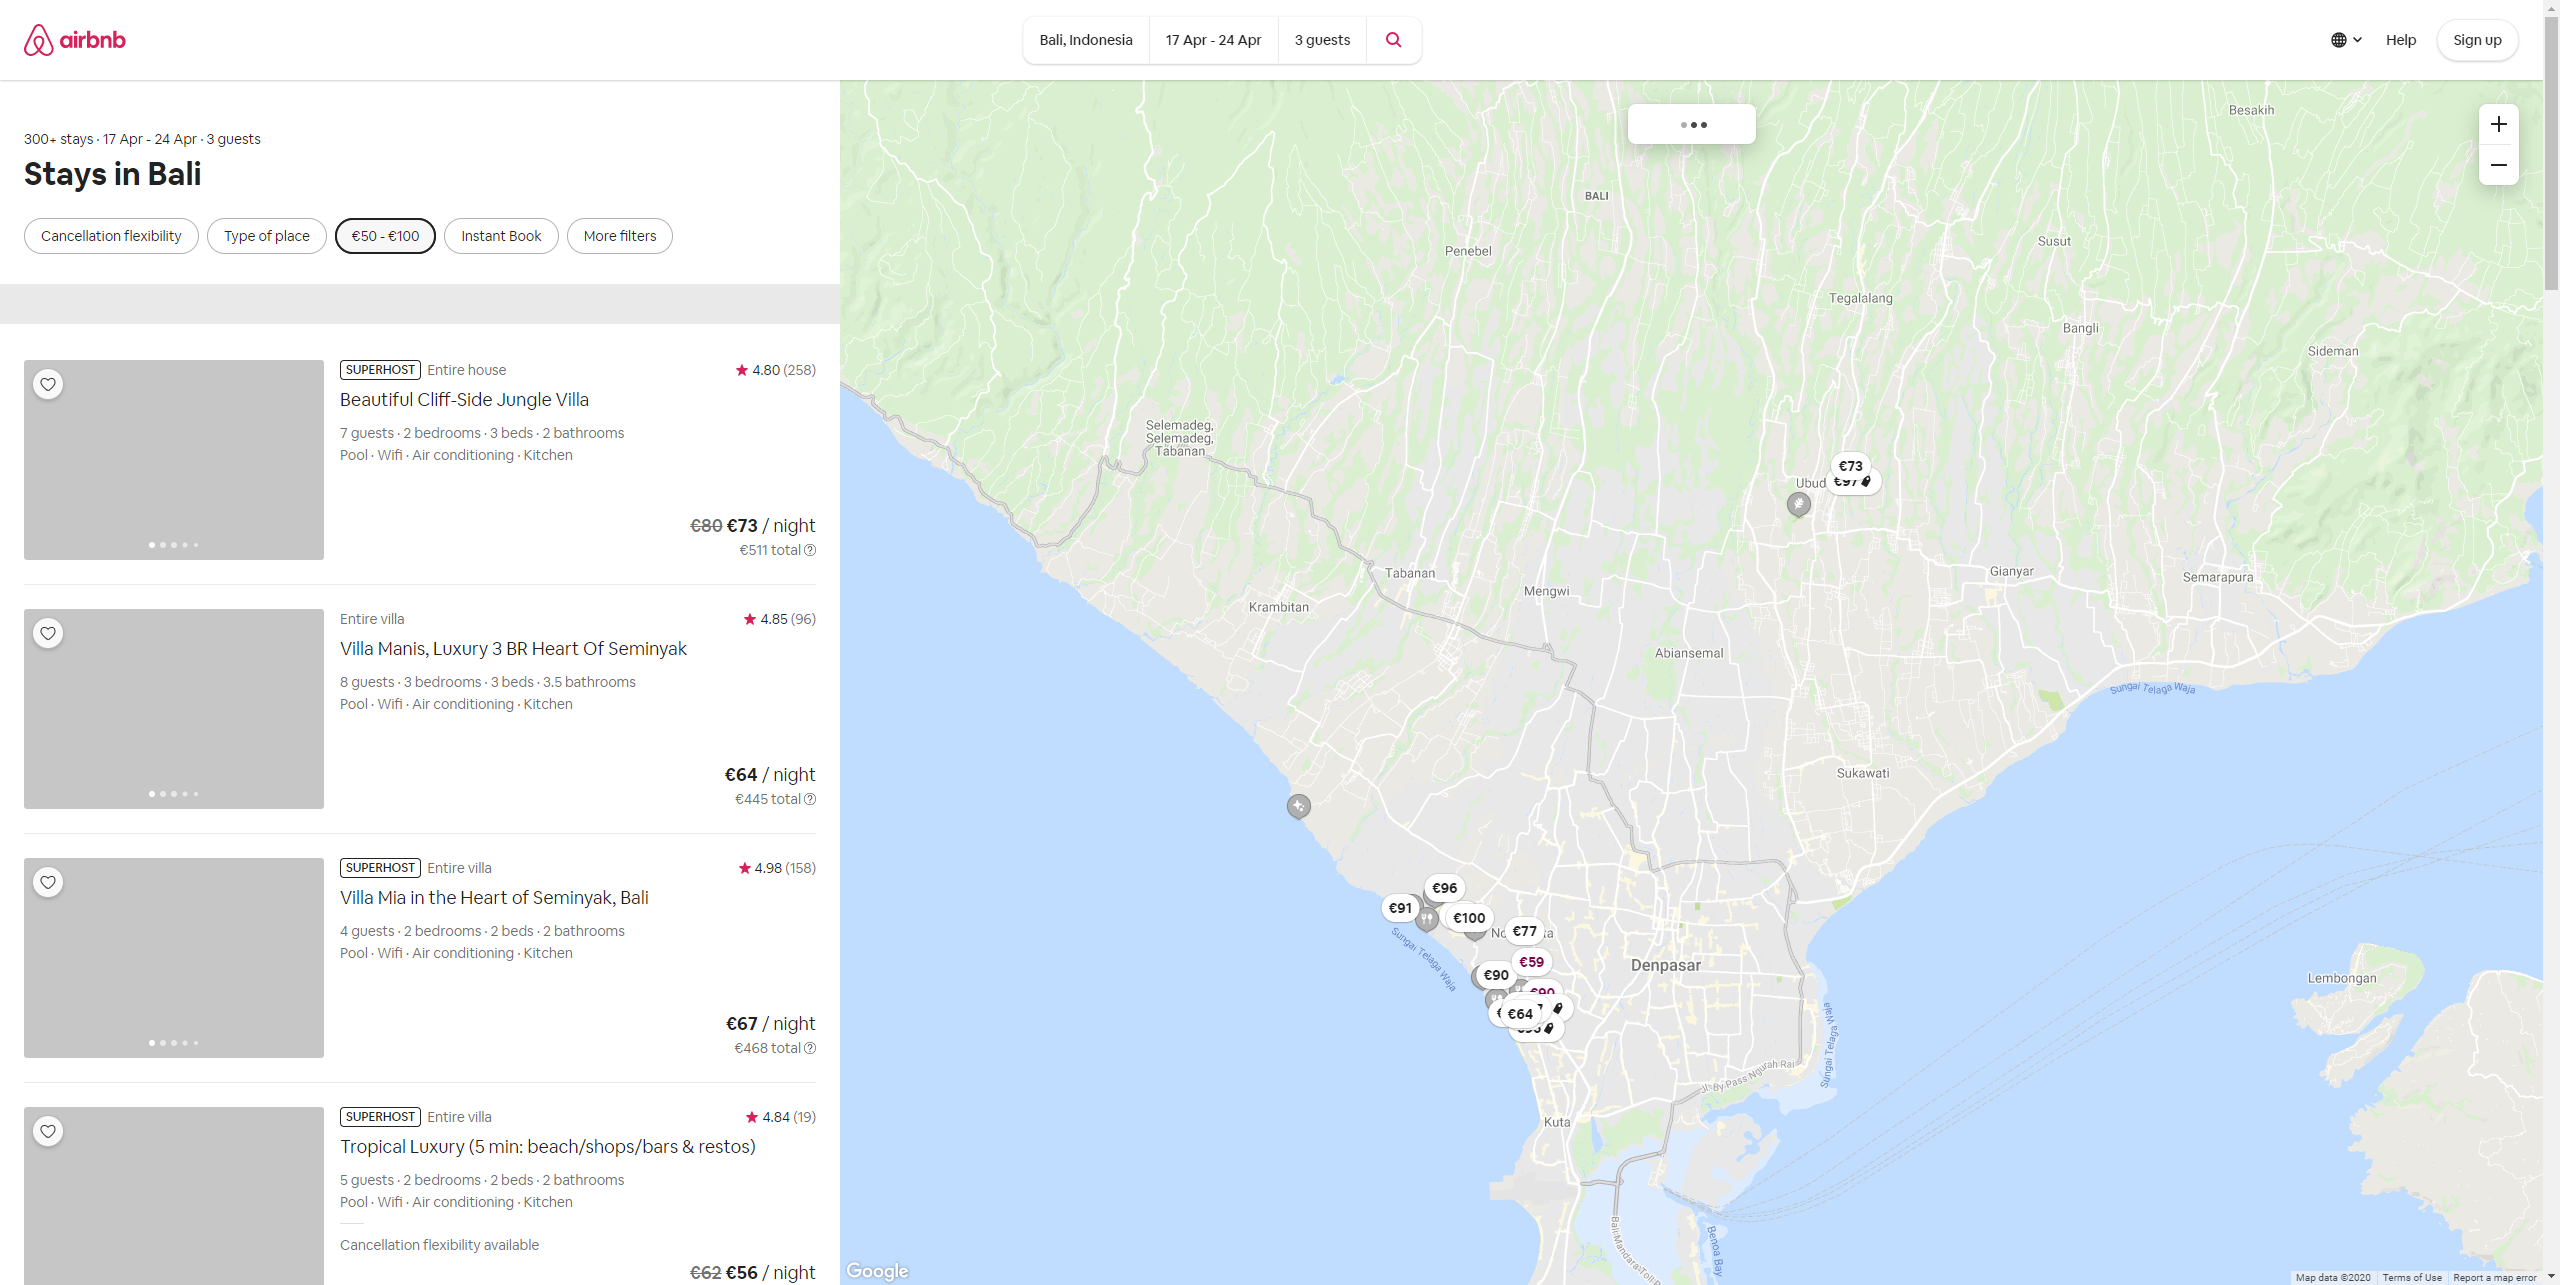 airbnb
Bali, Indonesia
17 Apr - 24 Apr
3 guests
Help
Sign up
300+ stays · 17 Apr - 24 Apr · 3 guests
Stays in Bali
Cancellation flexibility
Type of place
€50 - €100
Instant Book
More filters
SUPERHOST Entire house
4.80 (258)
Beautiful Cliff-Side Jungle Villa
7 guests · 2 bedrooms · 3 beds · 2 bathrooms
Pool · Wifi · Air conditioning · Kitchen
€80 €73 / night
€511 total
Entire villa
4.85 (96)
Villa Manis, Luxury 3 BR Heart Of Seminyak
8 guests · 3 bedrooms · 3 beds · 3.5 bathrooms
Pool · Wifi · Air conditioning · Kitchen
€64 / night
€445 total
SUPERHOST Entire villa
4.98 (158)
Villa Mia in the Heart of Seminyak, Bali
4 guests · 2 bedrooms · 2 beds · 2 bathrooms
Pool · Wifi · Air conditioning · Kitchen
€67 / night
€468 total
SUPERHOST Entire villa
4.84 (19)
Tropical Luxury (5 min: beach/shops/bars & restos)
5 guests · 2 bedrooms · 2 beds · 2 bathrooms
Pool · Wifi · Air conditioning · Kitchen
Cancellation flexibility available
€62 €56 / night
Besakih
BALI
Penebel
Susut
Tegalalang
Bangli
Sideman
Selemadeg,
Selemadeg,
Tabanan
€73
Ubud
€97
Tabanan
Gianyar
Semarapura
Mengwi
Krambitan
Abiansemal
Sungai Telaga Waja
Sukawati
€96
€91
€100
€77
Sungai Telaga Waja
€59
Denpasar
€90
Lembongan
€90
€64
Sungai Telaga Waja
Jl. By Pass Ngurah Rai
Kuta
Bali Mandara Toll
Benoa Bay
Google
Map data ©2020
Terms of Use
Report a map error